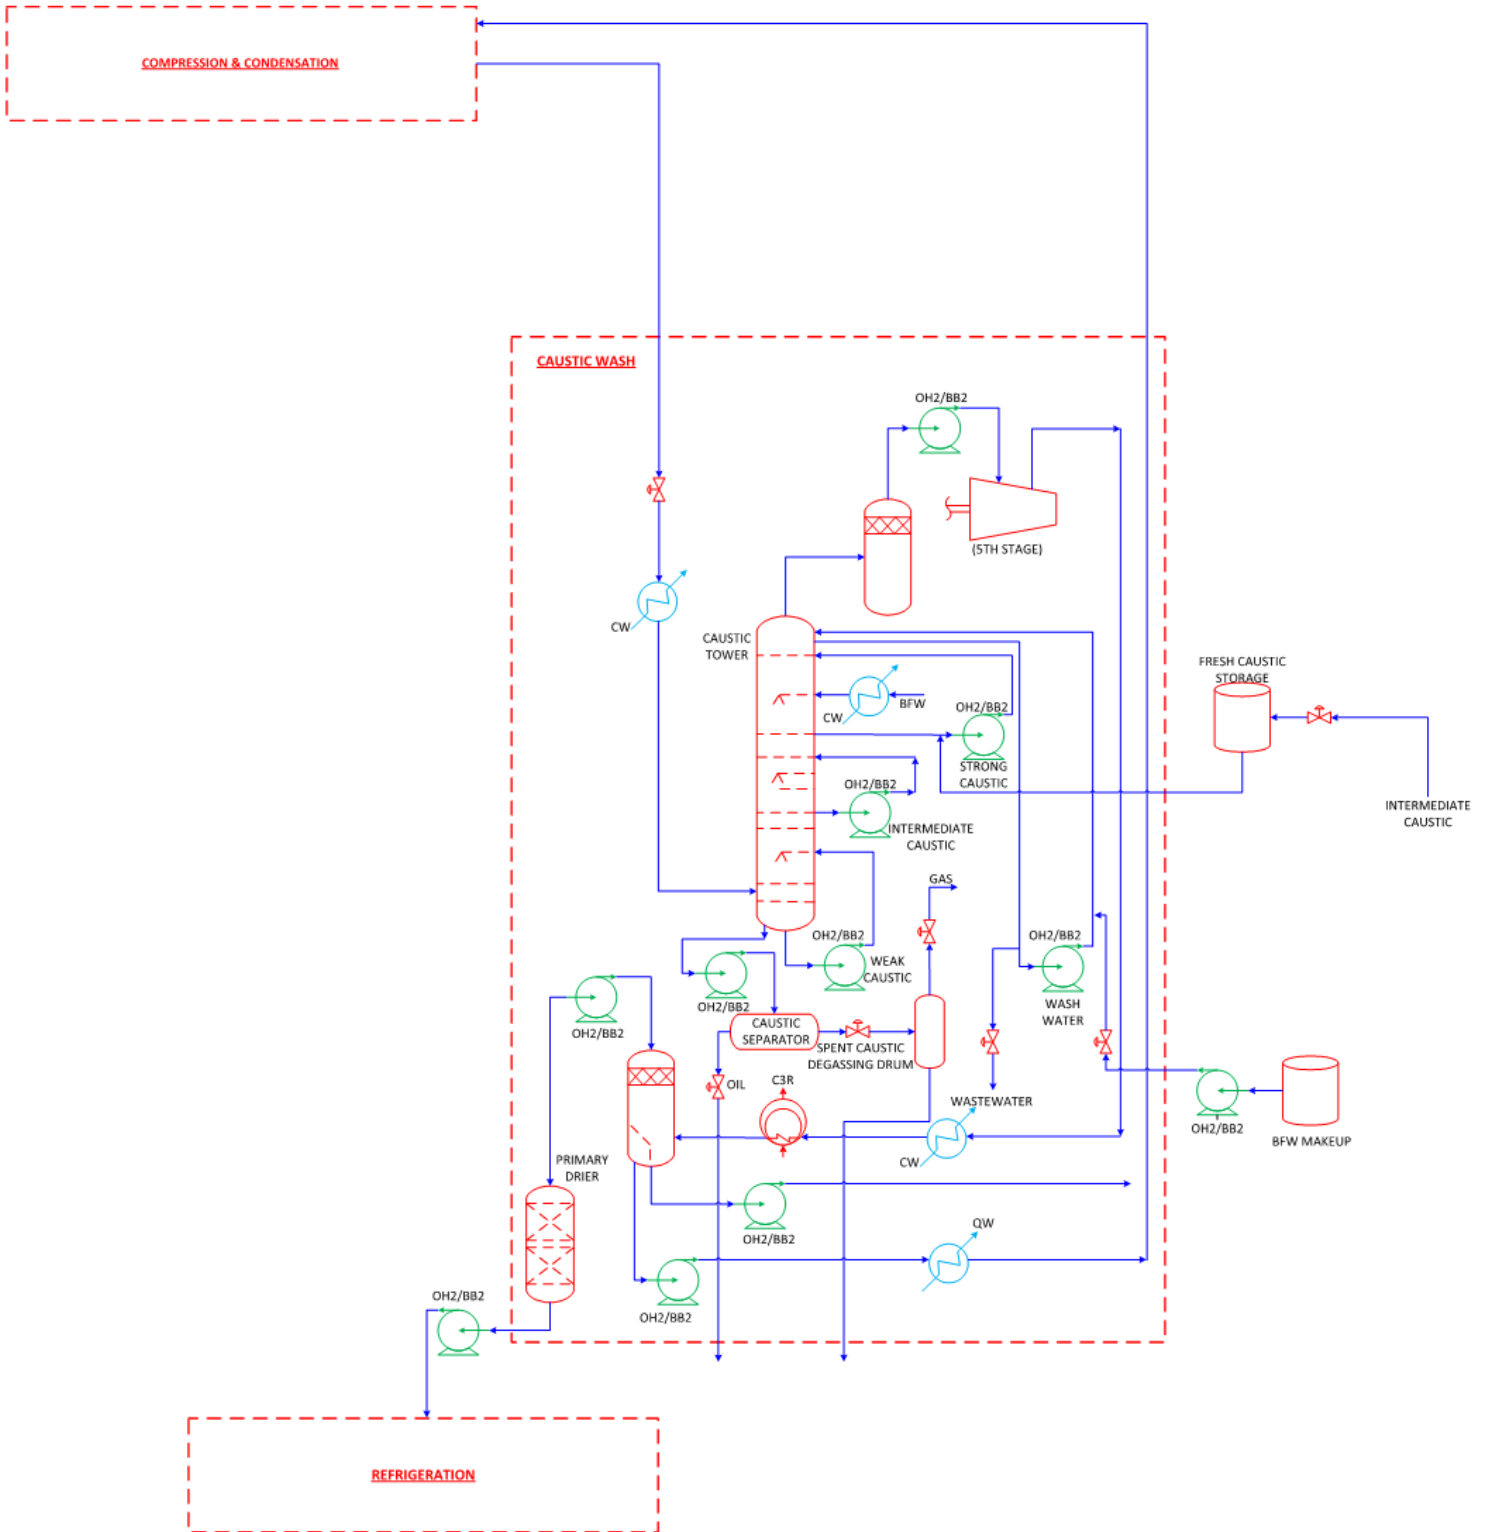 COMPRESSION & CONDENSATION
CAUSTIC WASH
OH2/BB2
(5TH STAGE)
CW
CAUSTIC
TOWER
FRESH CAUSTIC
STORAGE
BFW
CW
OH2/BB2
STRONG
CAUSTIC
OH2/BB2
INTERMEDIATE
CAUSTIC
INTERMEDIATE
CAUSTIC
GAS
OH2/BB2
WEAK
CAUSTIC
OH2/BB2
WASH
WATER
OH2/BB2
OH2/BB2
CAUSTIC
SEPARATOR
SPENT CAUSTIC
DEGASSING DRUM
OIL
C3R
WASTEWATER
OH2/BB2
BFW MAKEUP
CW
PRIMARY
DRIER
OH2/BB2
QW
OH2/BB2
OH2/BB2
REFRIGERATION